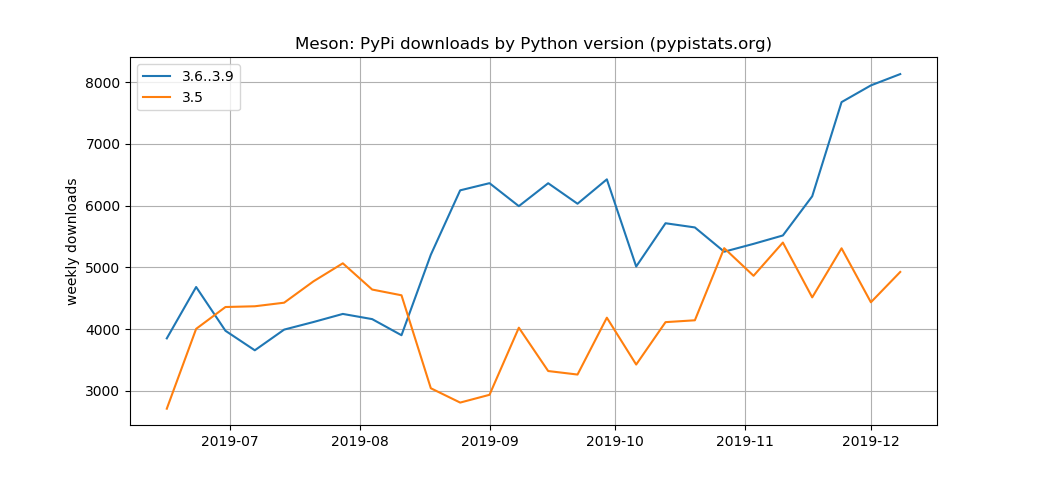 Meson: PyPi downloads by Python version (pypistats.org)
3.6..3.9
3.5
8000
7000
6000
5000
4000
3000
weekly downloads
2019-07 2019-08 2019-09 2019-10 2019-11 2019-12